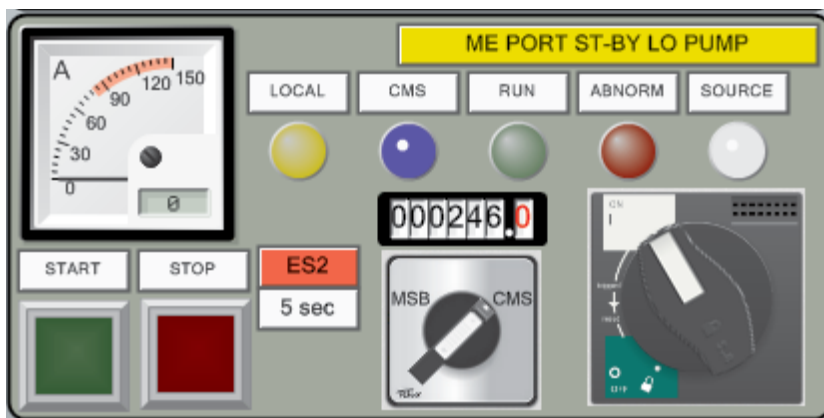 ME PORT ST-BY LO PUMP
A
0
30
60
90
120
150
0
LOCAL
CMS
RUN
ABNORM
SOURCE
000246.0
START
STOP
ES2
5 sec
MSB
CMS
ON
I
O
OFF